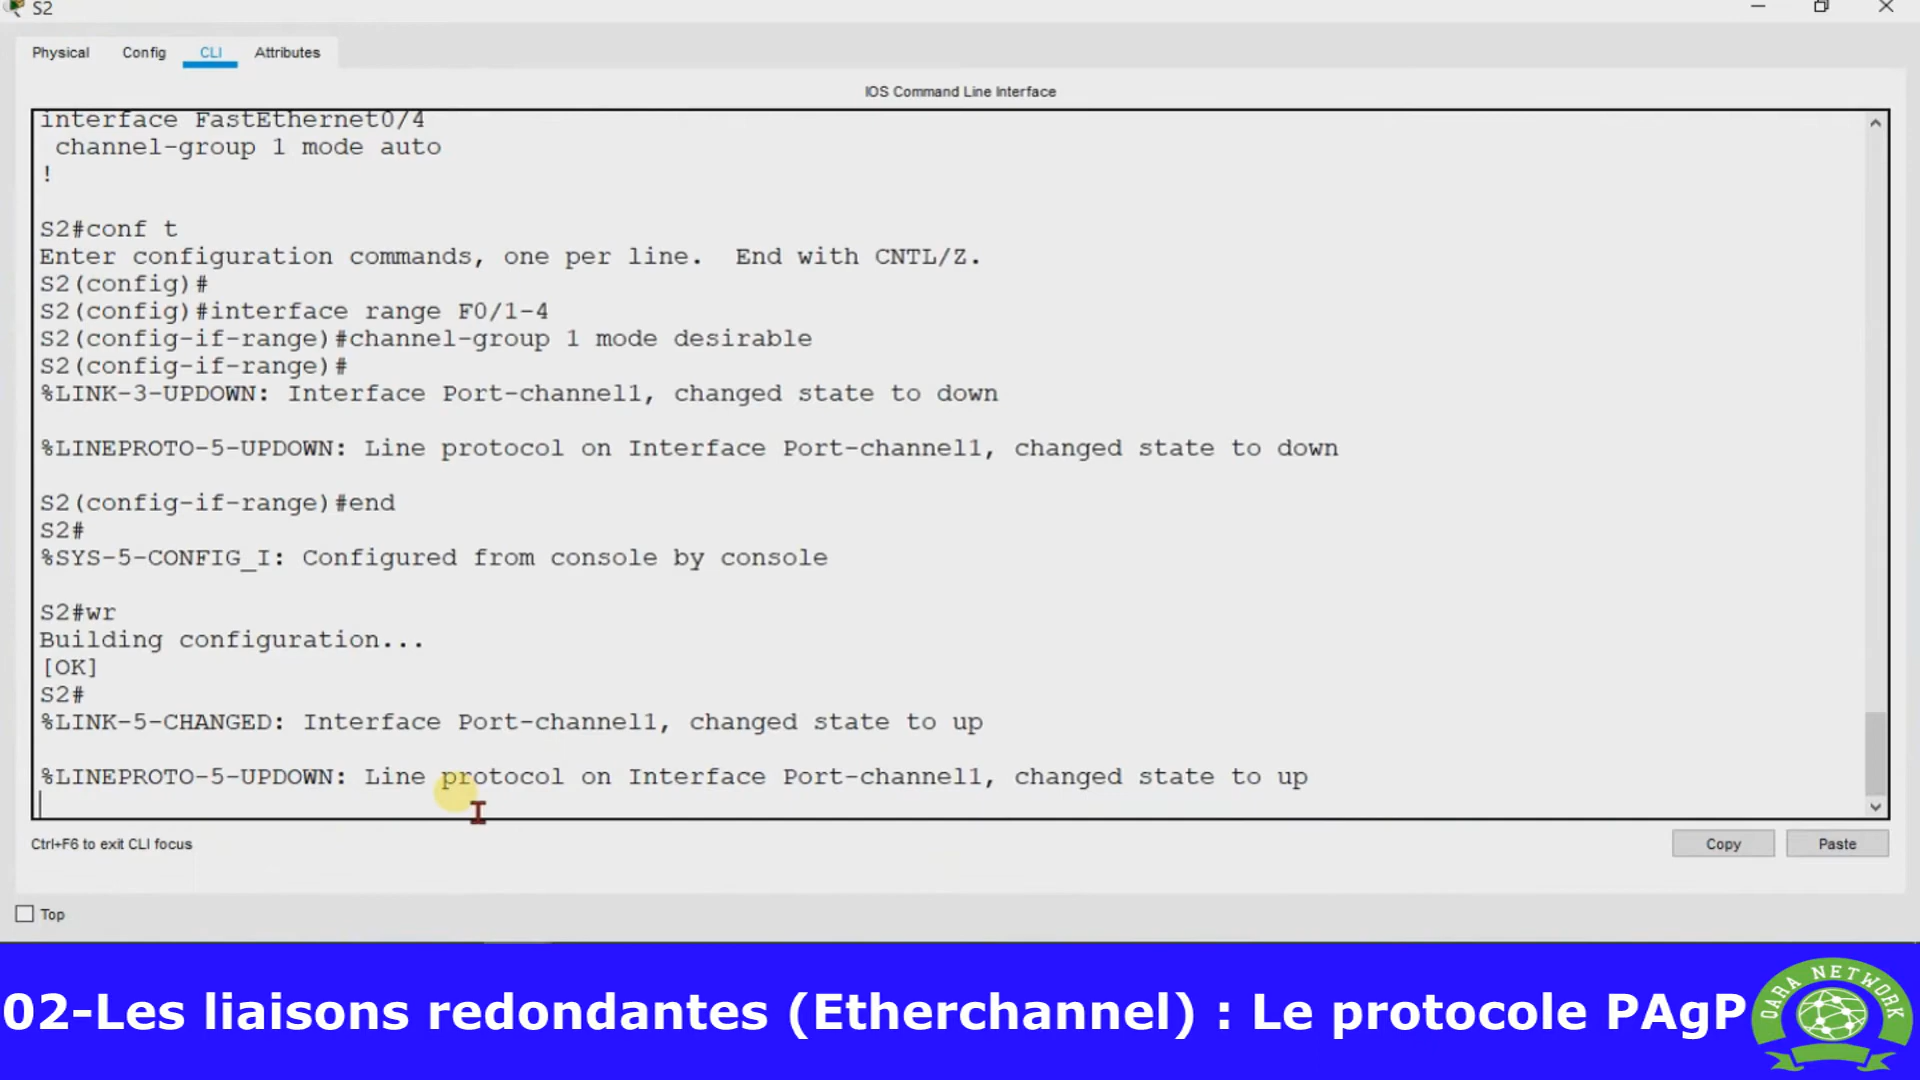 S2
Physical Config CLI Attributes
IOS Command Line Interface
interface FastEthernet0/4
channel-group 1 mode auto
!
S2#conf t
Enter configuration commands, one per line. End with CNTL/Z.
S2(config)#
S2(config)#interface range F0/1-4
S2(config-if-range)#channel-group 1 mode desirable
S2(config-if-range)#
%LINK-3-UPDOWN: Interface Port-channel1, changed state to down
%LINEPROTO-5-UPDOWN: Line protocol on Interface Port-channel1, changed state to down
S2(config-if-range)#end
S2#
%SYS-5-CONFIG_I: Configured from console by console
S2#wr
Building configuration...
[OK]
S2#
%LINK-5-CHANGED: Interface Port-channel1, changed state to up
%LINEPROTO-5-UPDOWN: Line protocol on Interface Port-channel1, changed state to up
Ctrl+F6 to exit CLI focus
Copy Paste
Top
02-Les liaisons redondantes (Etherchannel) : Le protocole PAgP
OARA NETWORK